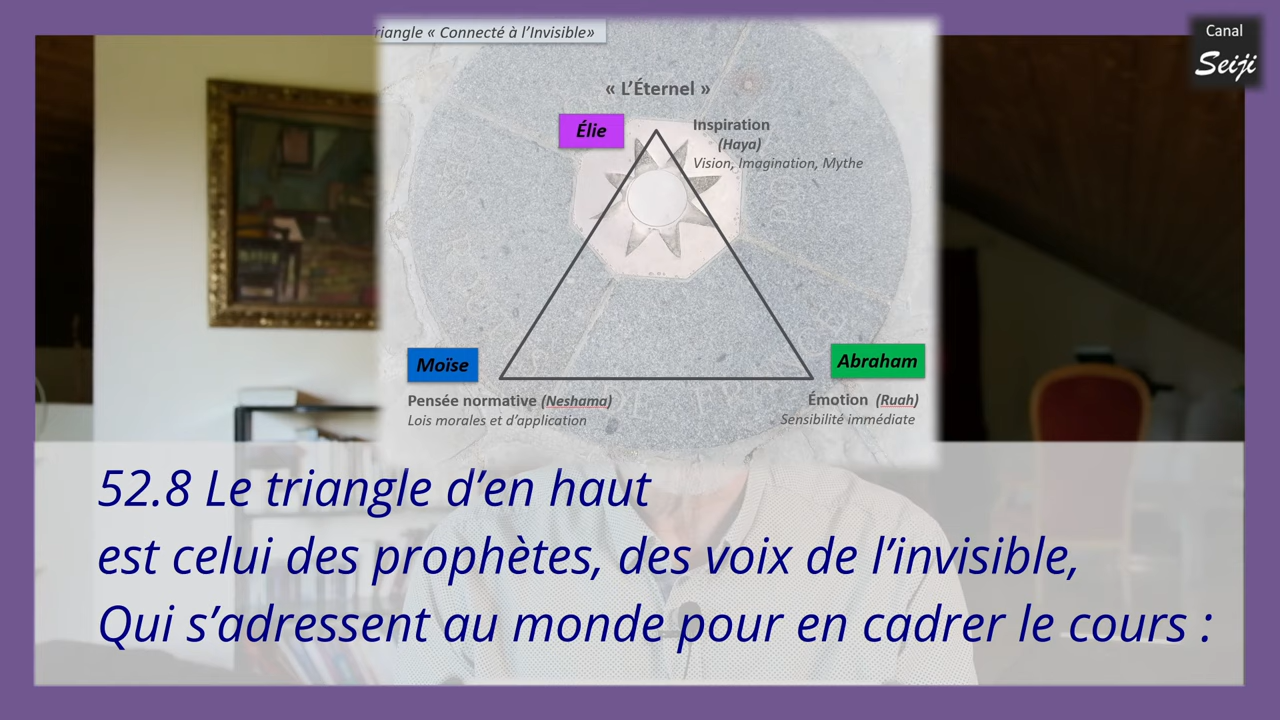 riangle « Connecté à l’Invisible»
Canal
Seiji
« L’Éternel »
Élie
Inspiration
(Haya)
Vision, Imagination, Mythe
Moïse
Abraham
Pensée normative (Neshama)
Lois morales et d’application
Émotion (Ruah)
Sensibilité immédiate
52.8 Le triangle d’en haut
est celui des prophètes, des voix de l’invisible,
Qui s’adressent au monde pour en cadrer le cours :